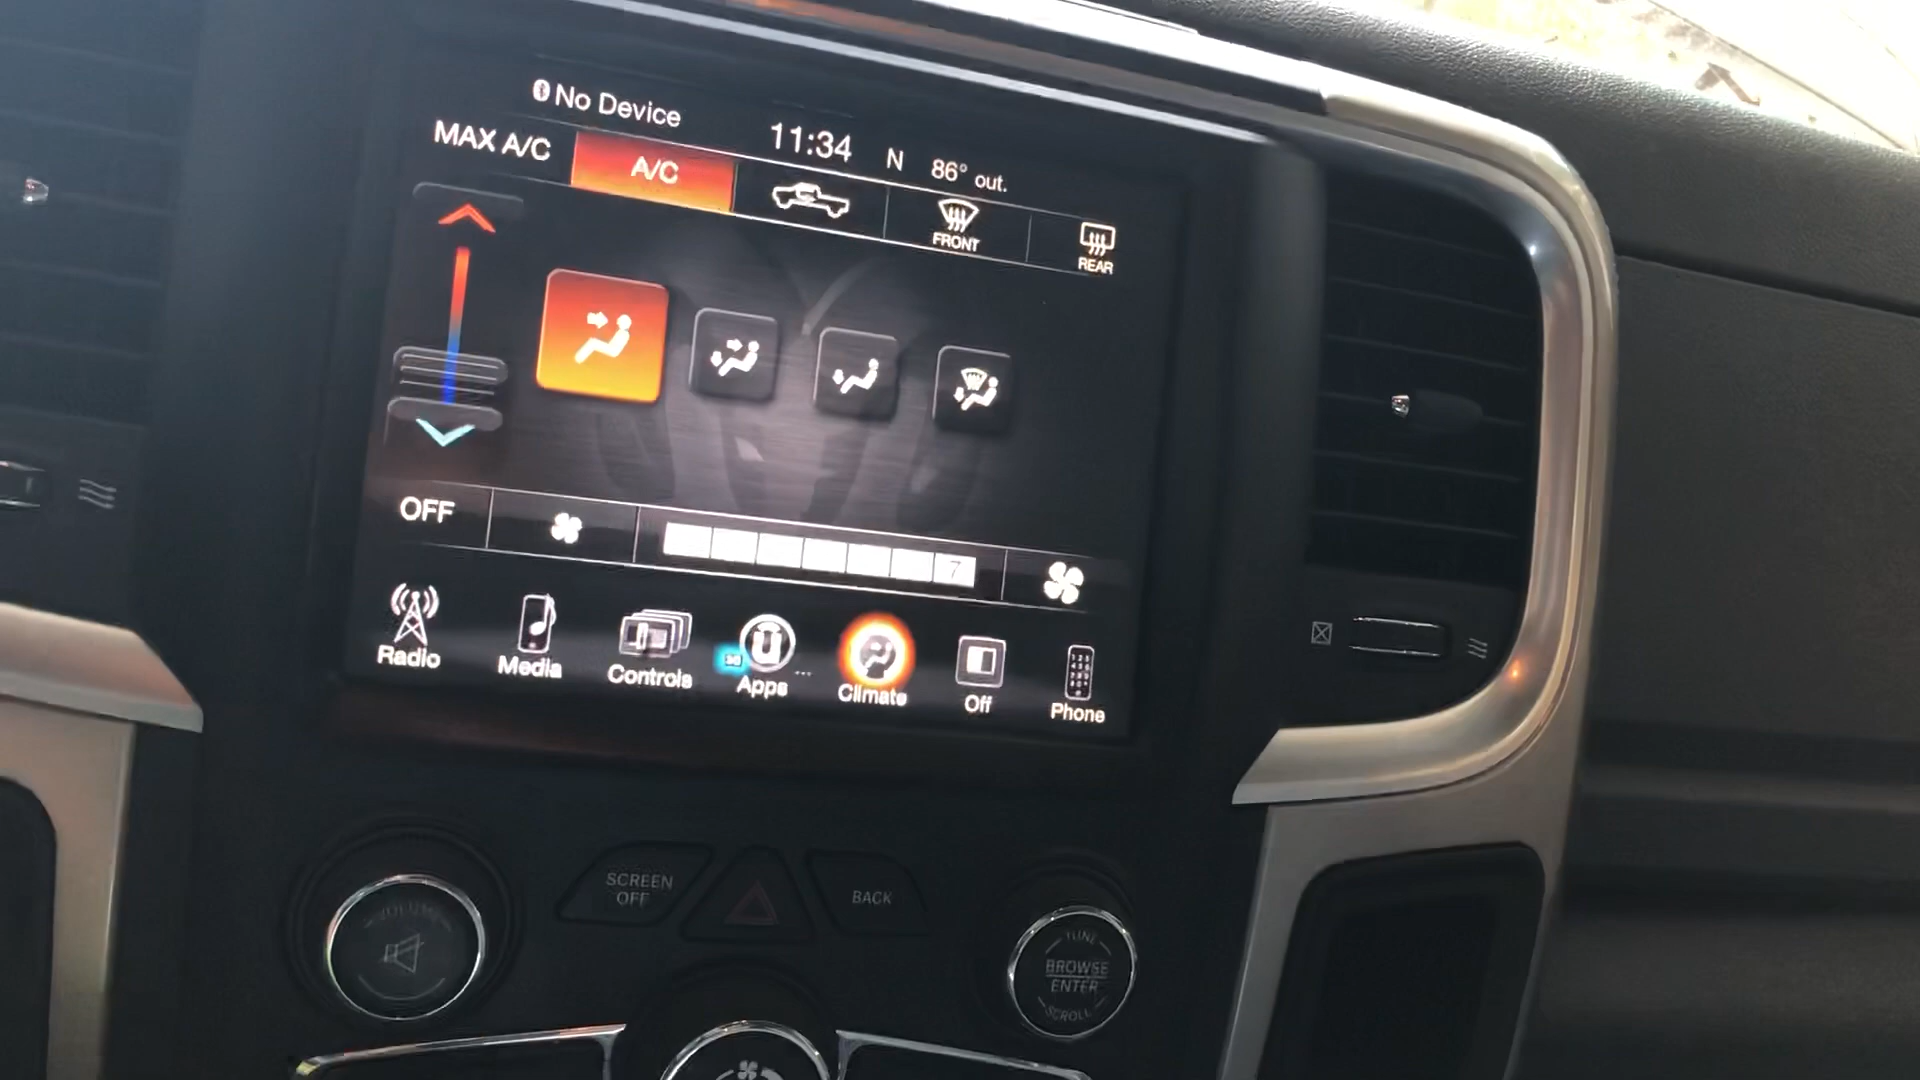 No Device
11:34 N 86° out.
MAX A/C
A/C
FRONT
REAR
OFF
7
Radio
Media
Controls
Apps
...
Climate
Off
Phone
SCREEN
OFF
BACK
VOLUME
TUNE
BROWSE
ENTER
SCROLL